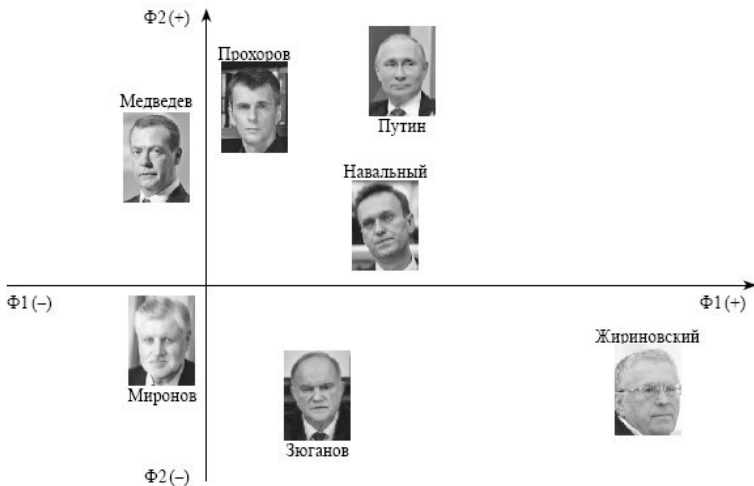 Ф2 (+)
Прохоров
Медведев
Путин
Навальный
Ф1 (–)
Ф1 (+)
Жириновский
Миронов
Зюганов
Ф2 (–)